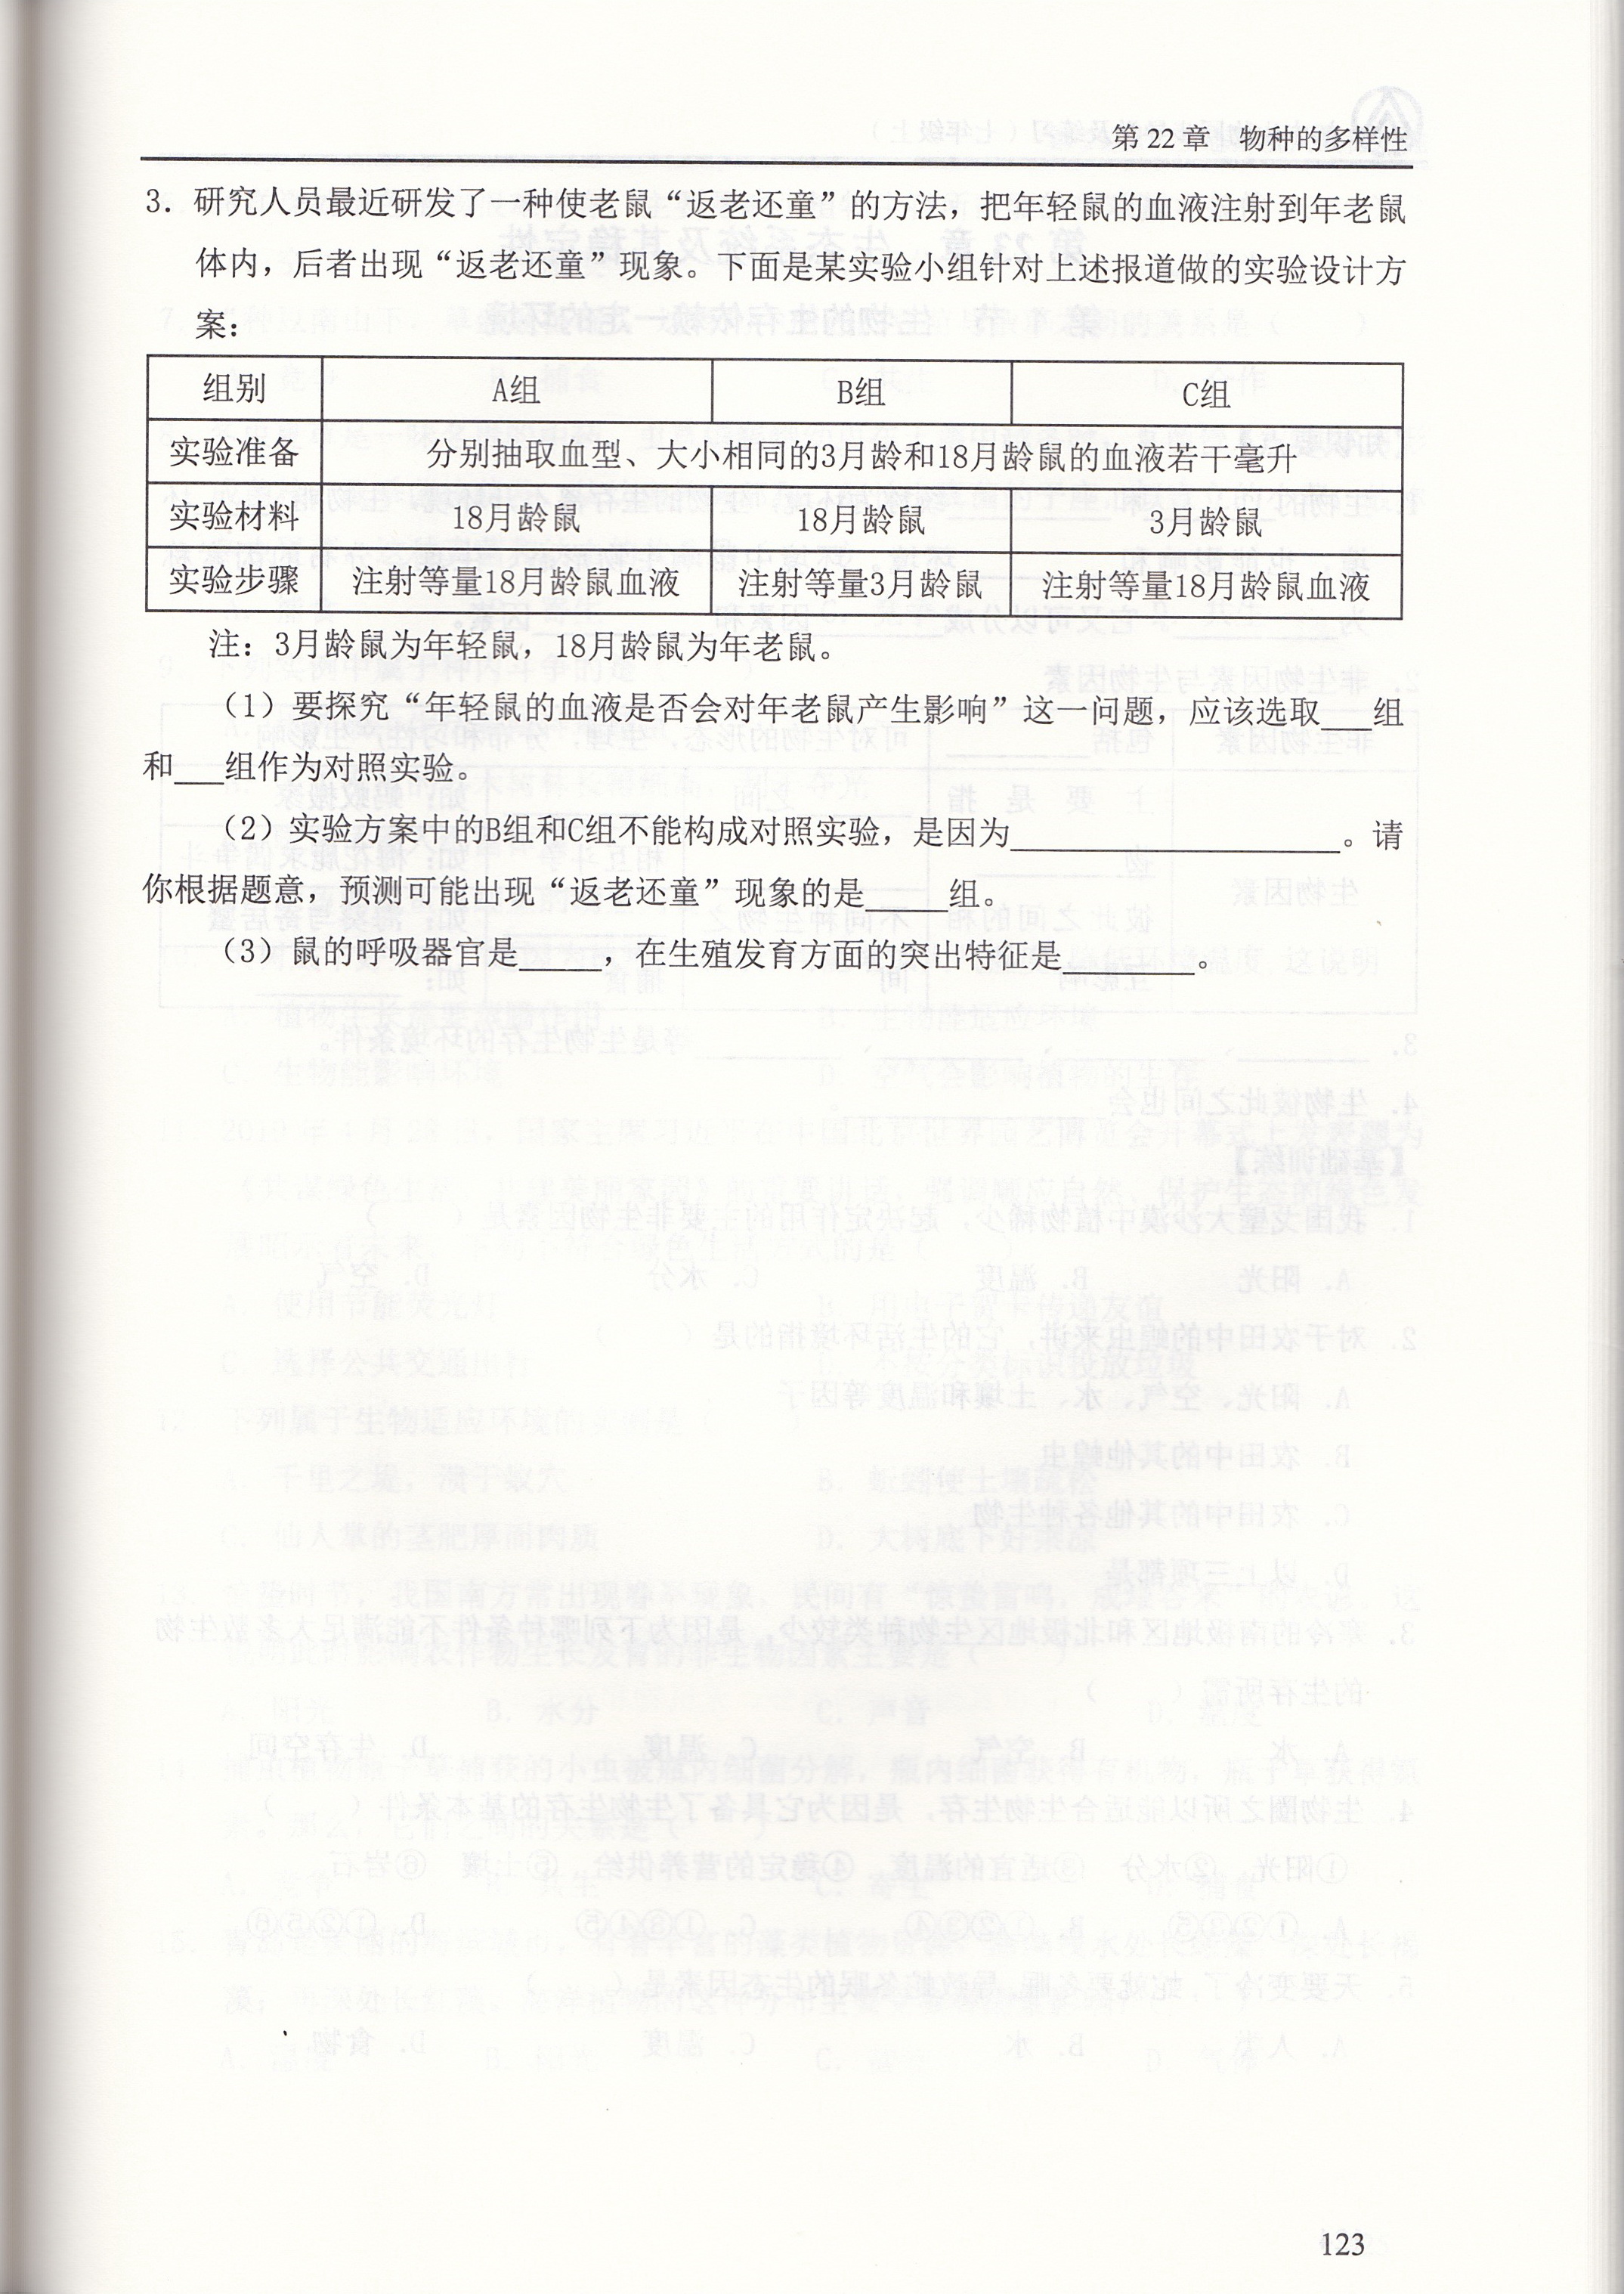 第 22 章 物种的多样性
3. 研究人员最近研发了一种使老鼠“返老还童”的方法，把年轻鼠的血液注射到年老鼠
体内，后者出现“返老还童”现象。下面是某实验小组针对上述报道做的实验设计方
案：
组别 A组 B组 C组
实验准备 分别抽取血型、大小相同的3月龄和18月龄鼠的血液若干毫升
实验材料 18月龄鼠 18月龄鼠 3月龄鼠
实验步骤 注射等量18月龄鼠血液 注射等量3月龄鼠 注射等量18月龄鼠血液
注：3月龄鼠为年轻鼠，18月龄鼠为年老鼠。
（1）要探究“年轻鼠的血液是否会对年老鼠产生影响”这一问题，应该选取___组
和___组作为对照实验。
（2）实验方案中的B组和C组不能构成对照实验，是因为____________________。请
你根据题意，预测可能出现“返老还童”现象的是_____组。
（3）鼠的呼吸器官是_____，在生殖发育方面的突出特征是________。
123